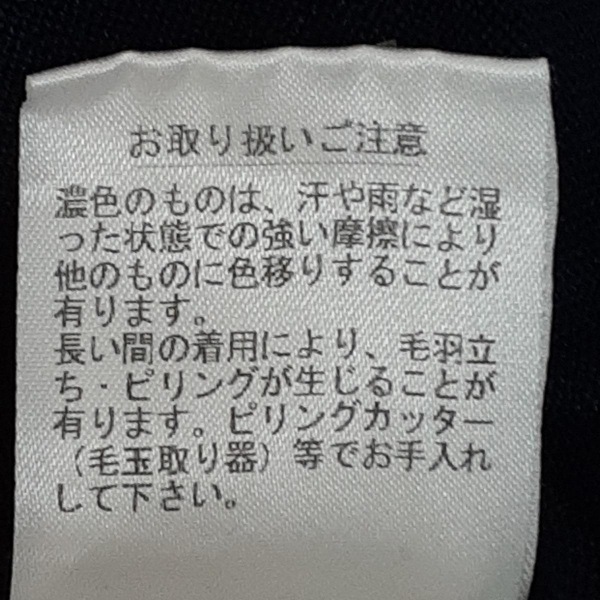 お取り扱いご注意
濃色のものは、汗や雨など湿
った状態での強い摩擦により
他のものに色移りすることが
有ります。
長い間の着用により、毛羽立
ち・ピリングが生じることが
有ります。ピリングカッター
（毛玉取り器）等でお手入れ
して下さい。